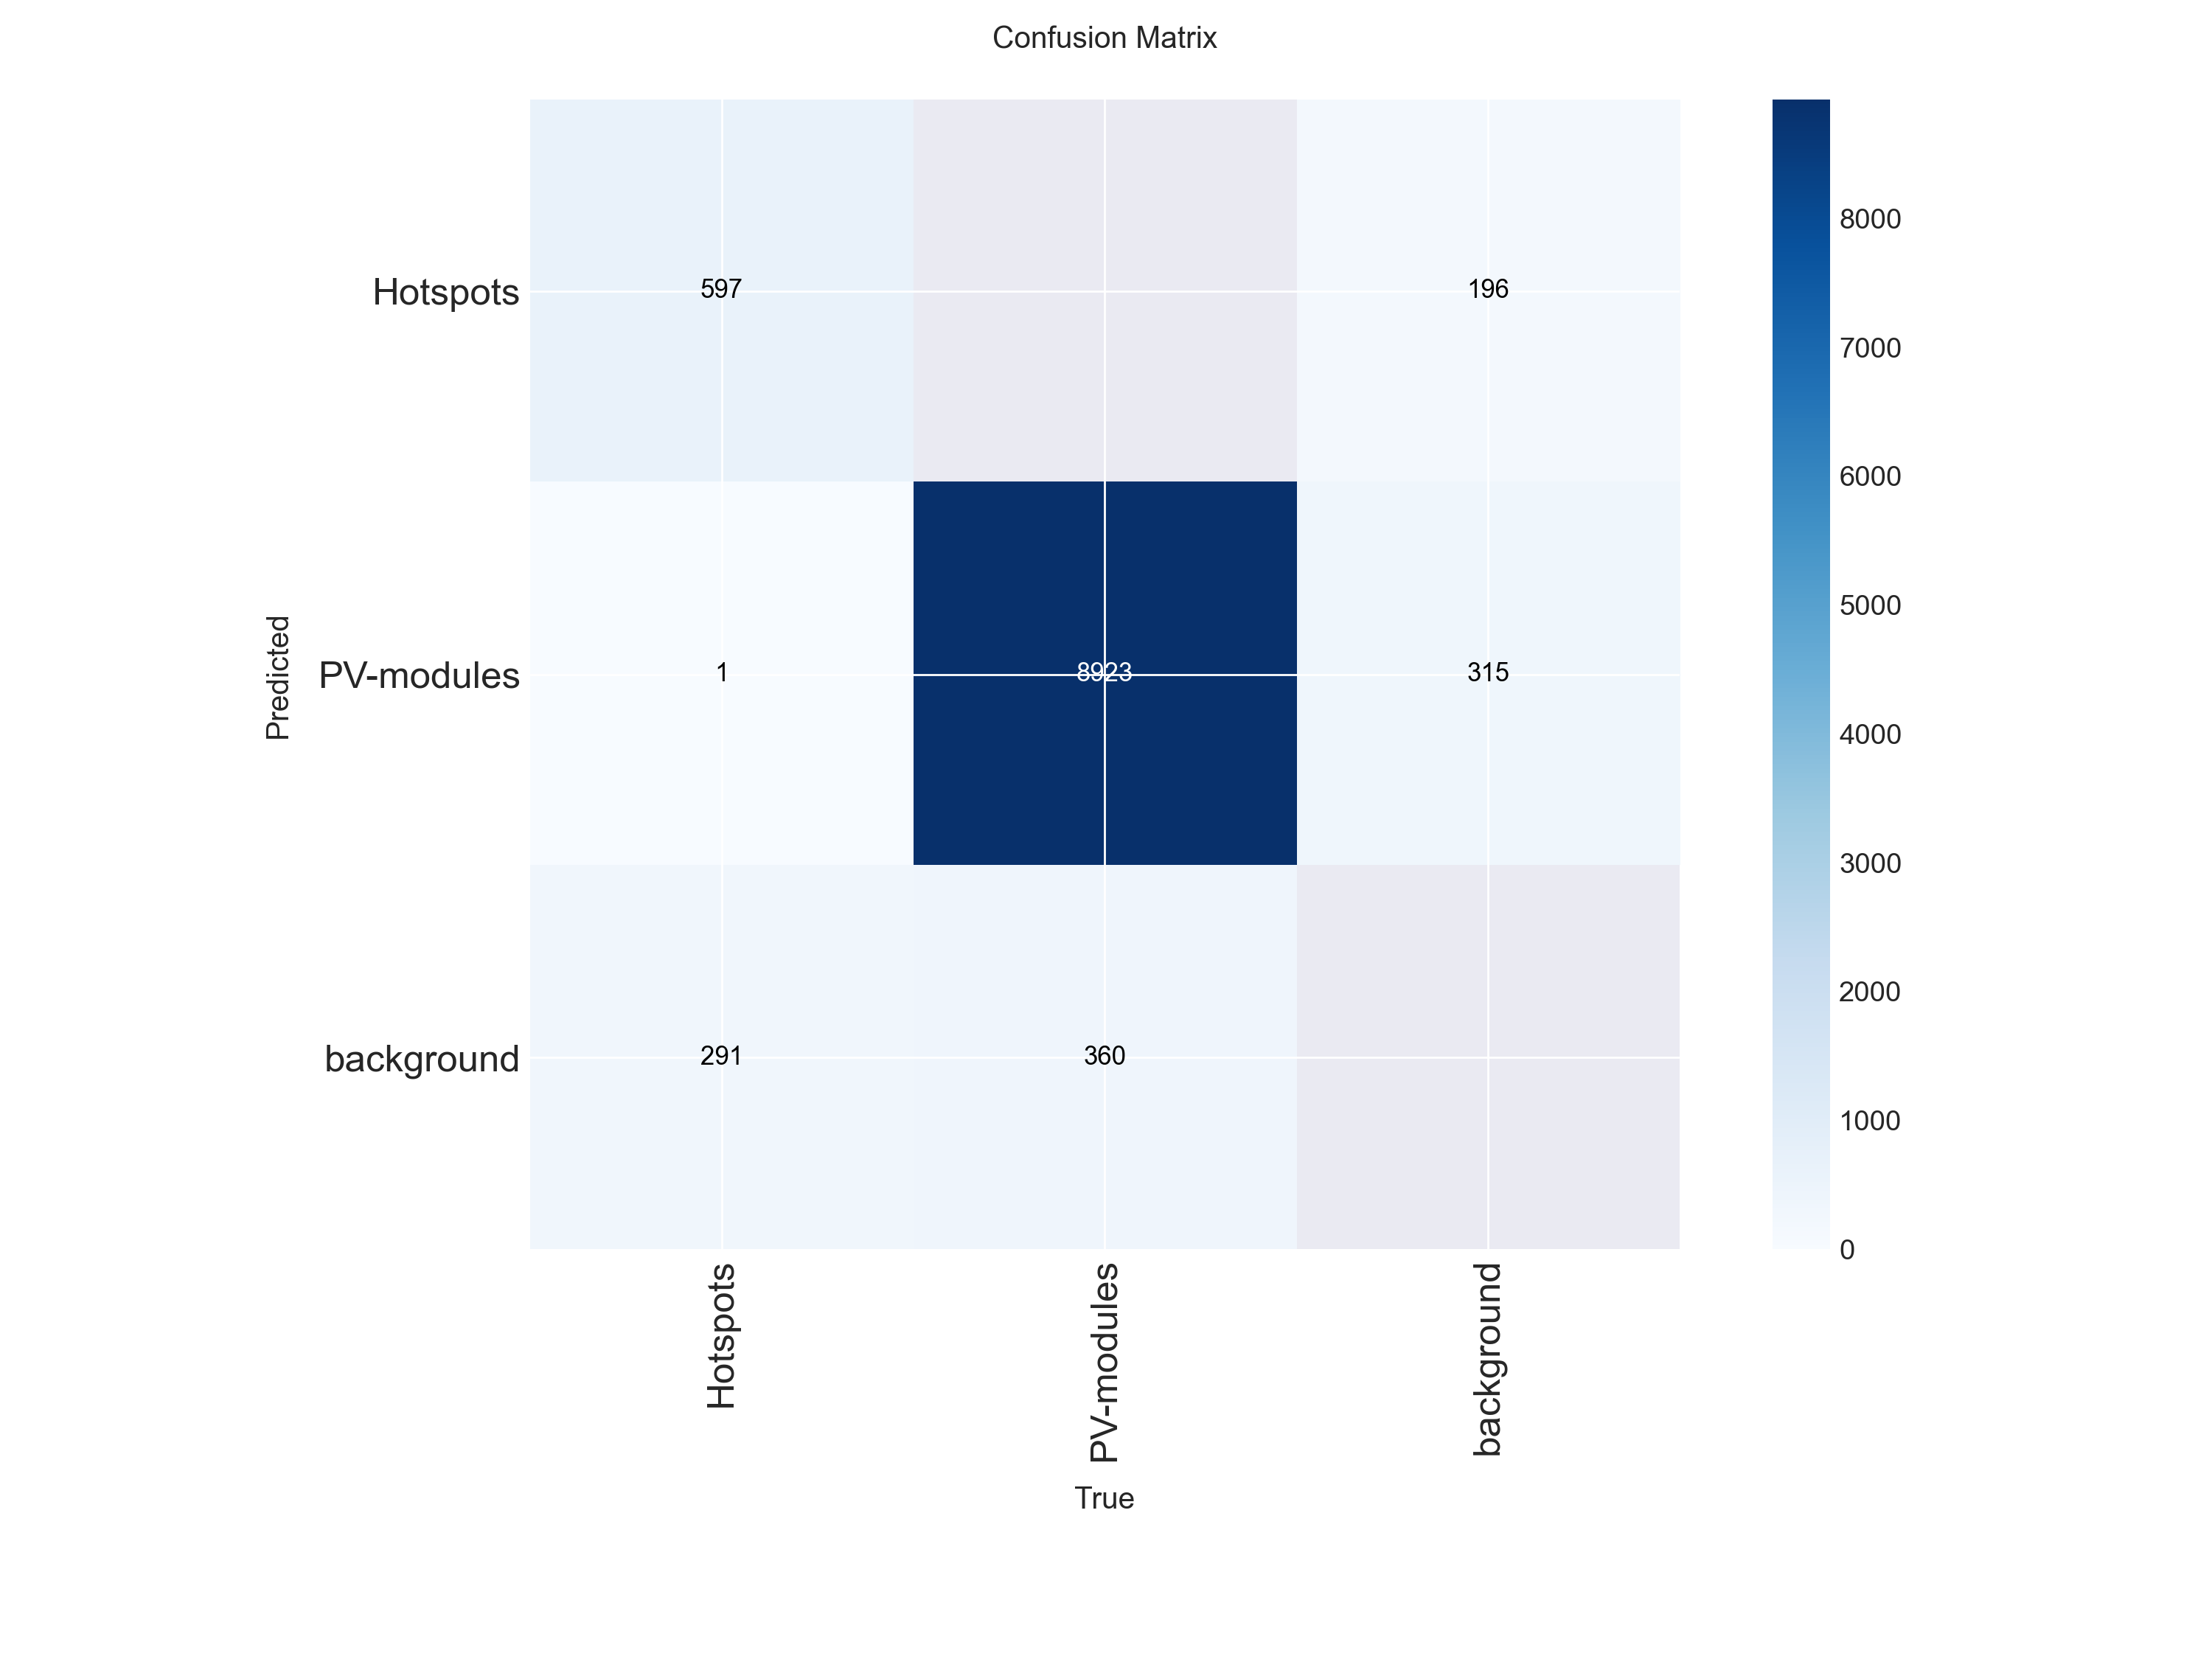 Confusion Matrix
Hotspots
597
196
PV-modules
1
8923
315
background
291
360
Predicted
Hotspots
PV-modules
background
True
8000
7000
6000
5000
4000
3000
2000
1000
0